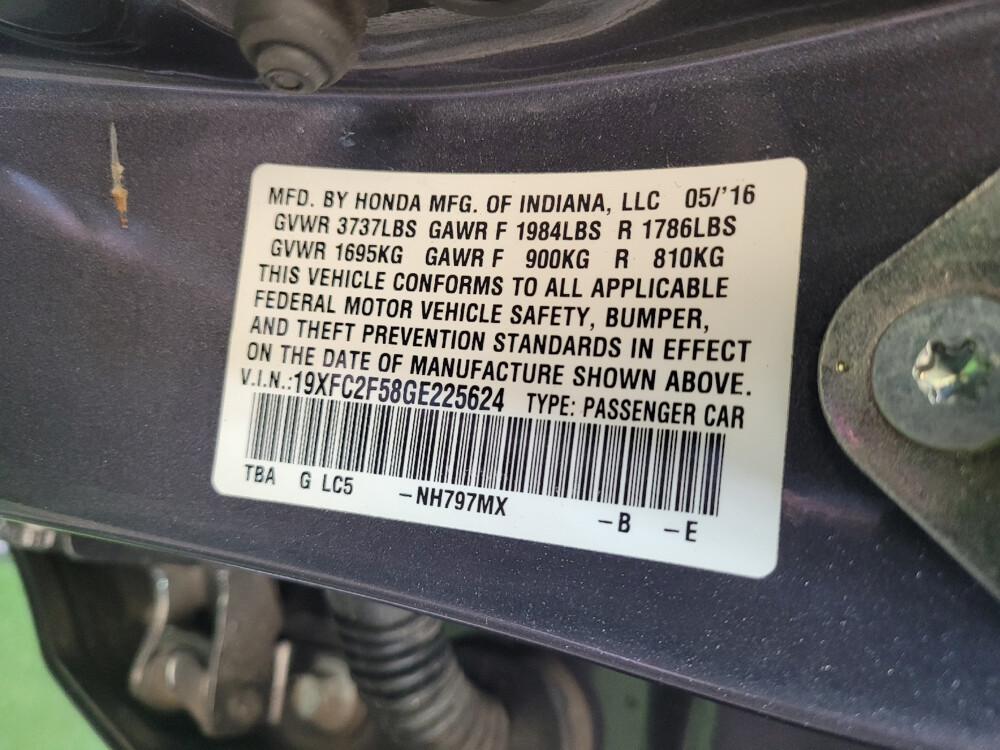 MFD. BY HONDA MFG. OF INDIANA, LLC 05/'16
GVWR 3737LBS GAWR F 1984LBS R 1786LBS
GVWR 1695KG GAWR F 900KG R 810KG
THIS VEHICLE CONFORMS TO ALL APPLICABLE
FEDERAL MOTOR VEHICLE SAFETY, BUMPER,
AND THEFT PREVENTION STANDARDS IN EFFECT
ON THE DATE OF MANUFACTURE SHOWN ABOVE.
V.I.N.:19XFC2F58GE225624 TYPE: PASSENGER CAR
TBA G LC5 -NH797MX -B -E